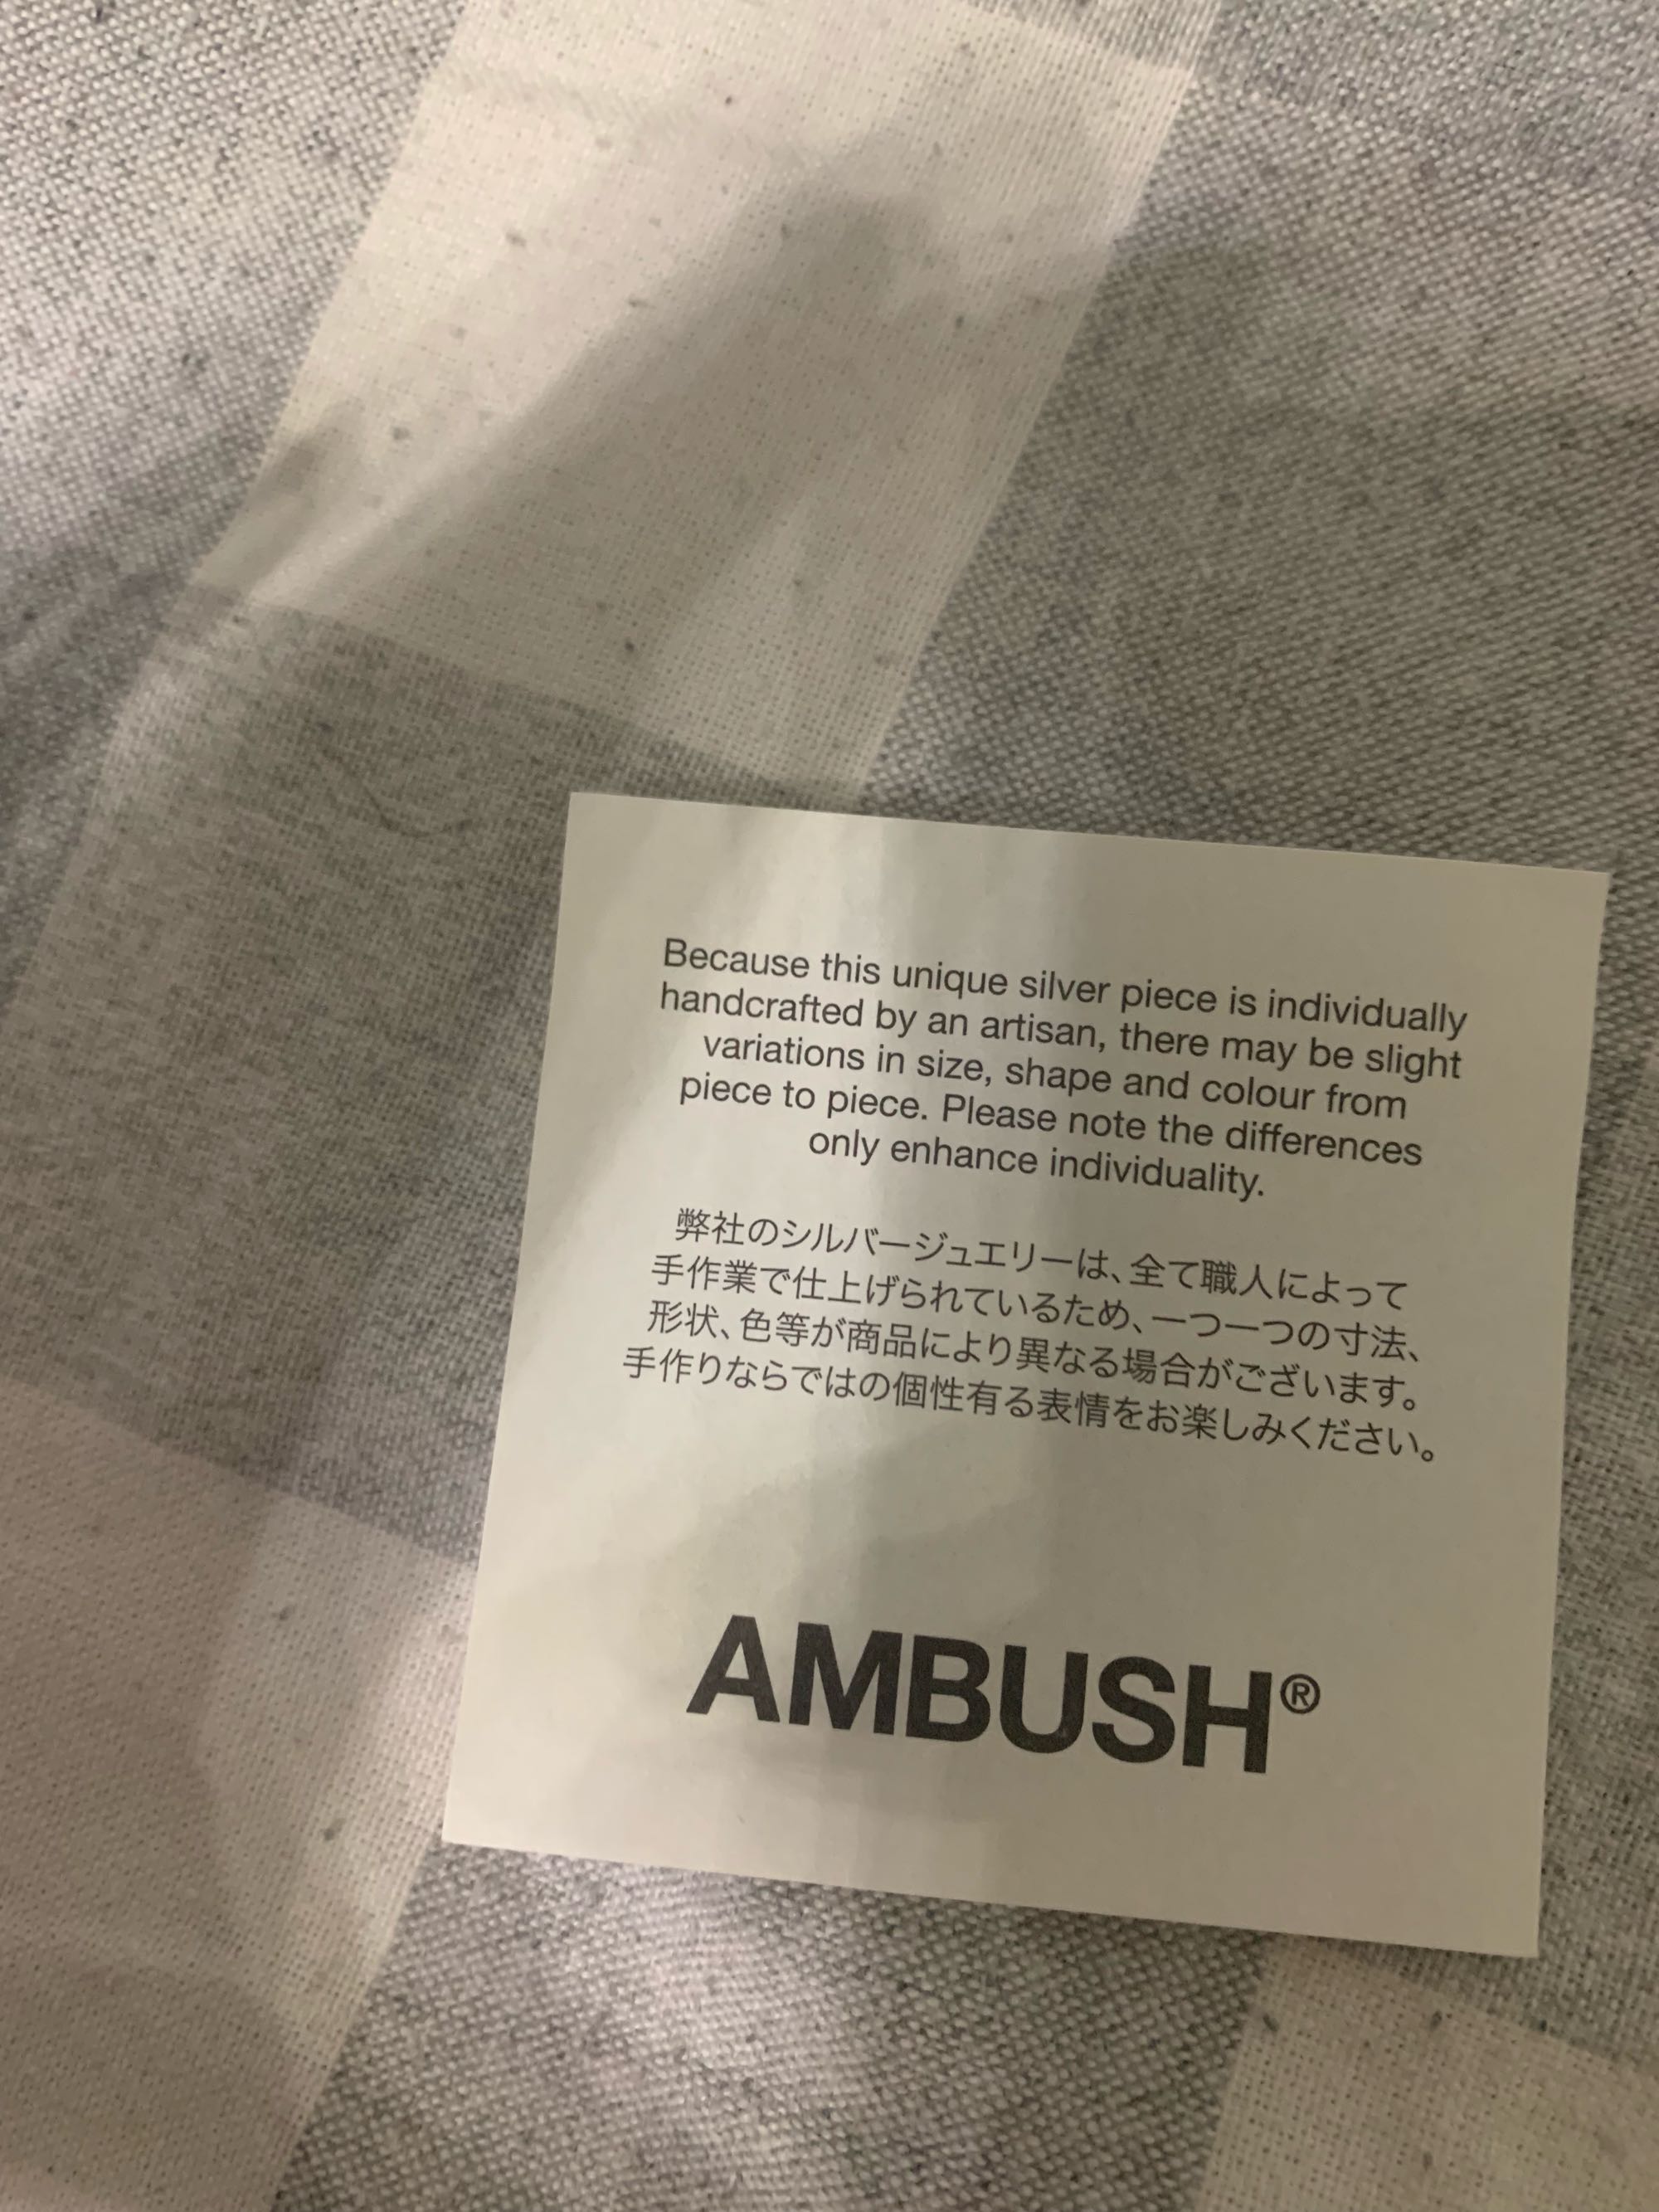 Because this unique silver piece is individually
handcrafted by an artisan, there may be slight
variations in size, shape and colour from
piece to piece. Please note the differences
only enhance individuality.
弊社のシルバージュエリーは、全て職人によって
手作業で仕上げられているため、一つ一つの寸法、
形状、色等が商品により異なる場合がございます。
手作りならではの個性有る表情をお楽しみください。
AMBUSH®